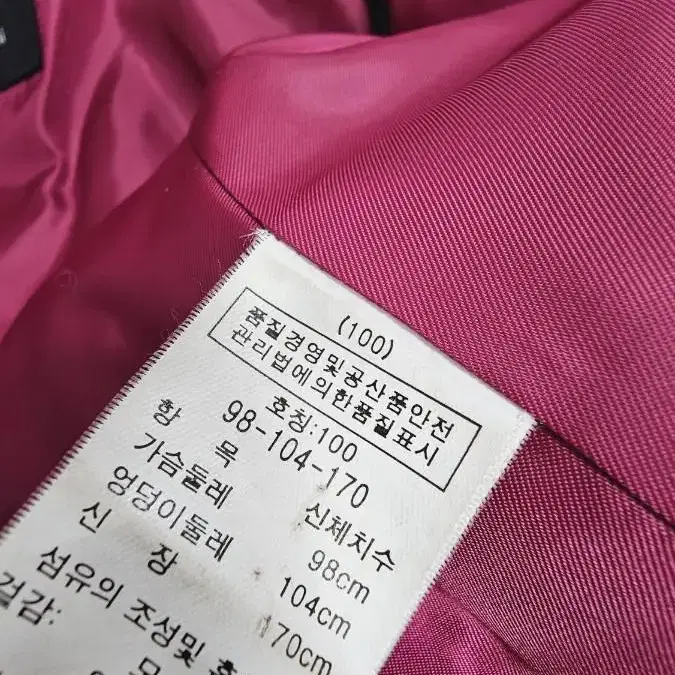 (100)
품질경영및공산품안전
관리법에의한품질표시
호칭:100
98-104-170
항 목 신체치수
가슴둘레 98cm
엉덩이둘레 104cm
신 장 170cm
섬유의 조성및
겉감: